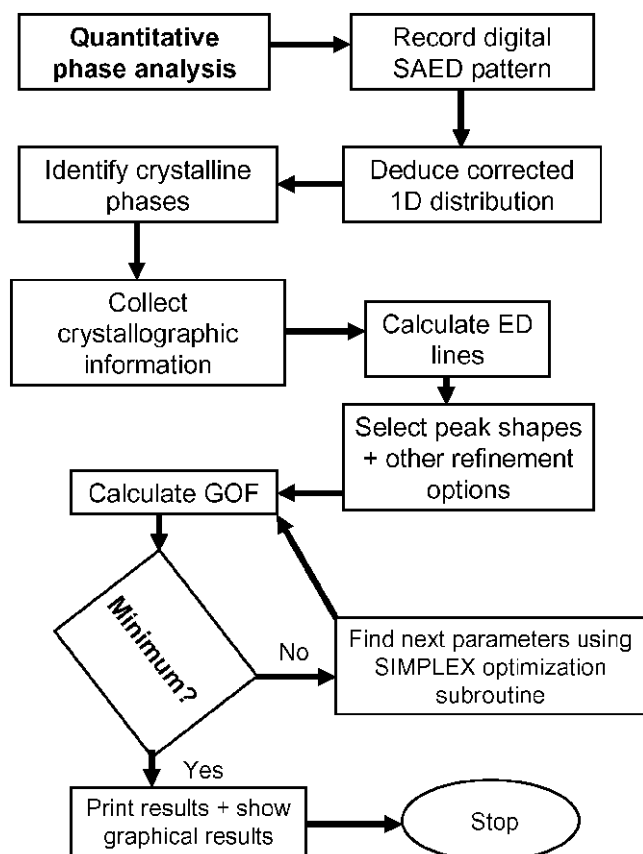 Quantitative
phase analysis
Record digital
SAED pattern
Identify crystalline
phases
Deduce corrected
1D distribution
Collect
crystallographic
information
Calculate ED
lines
Select peak shapes
+ other refinement
options
Calculate GOF
Minimum?
No
Find next parameters using
SIMPLEX optimization
subroutine
Yes
Print results + show
graphical results
Stop